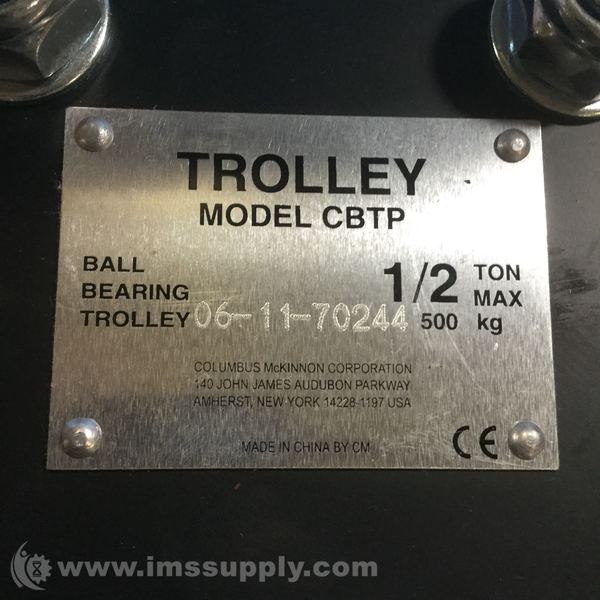 TROLLEY
MODEL CBTP
BALL
BEARING
TROLLEY 06-11-70244
1/2 TON
MAX
500 kg
COLUMBUS McKINNON CORPORATION
140 JOHN JAMES AUDUBON PARKWAY
AMHERST, NEW YORK 14228-1197 USA
MADE IN CHINA BY CM
CE
www.imssupply.com